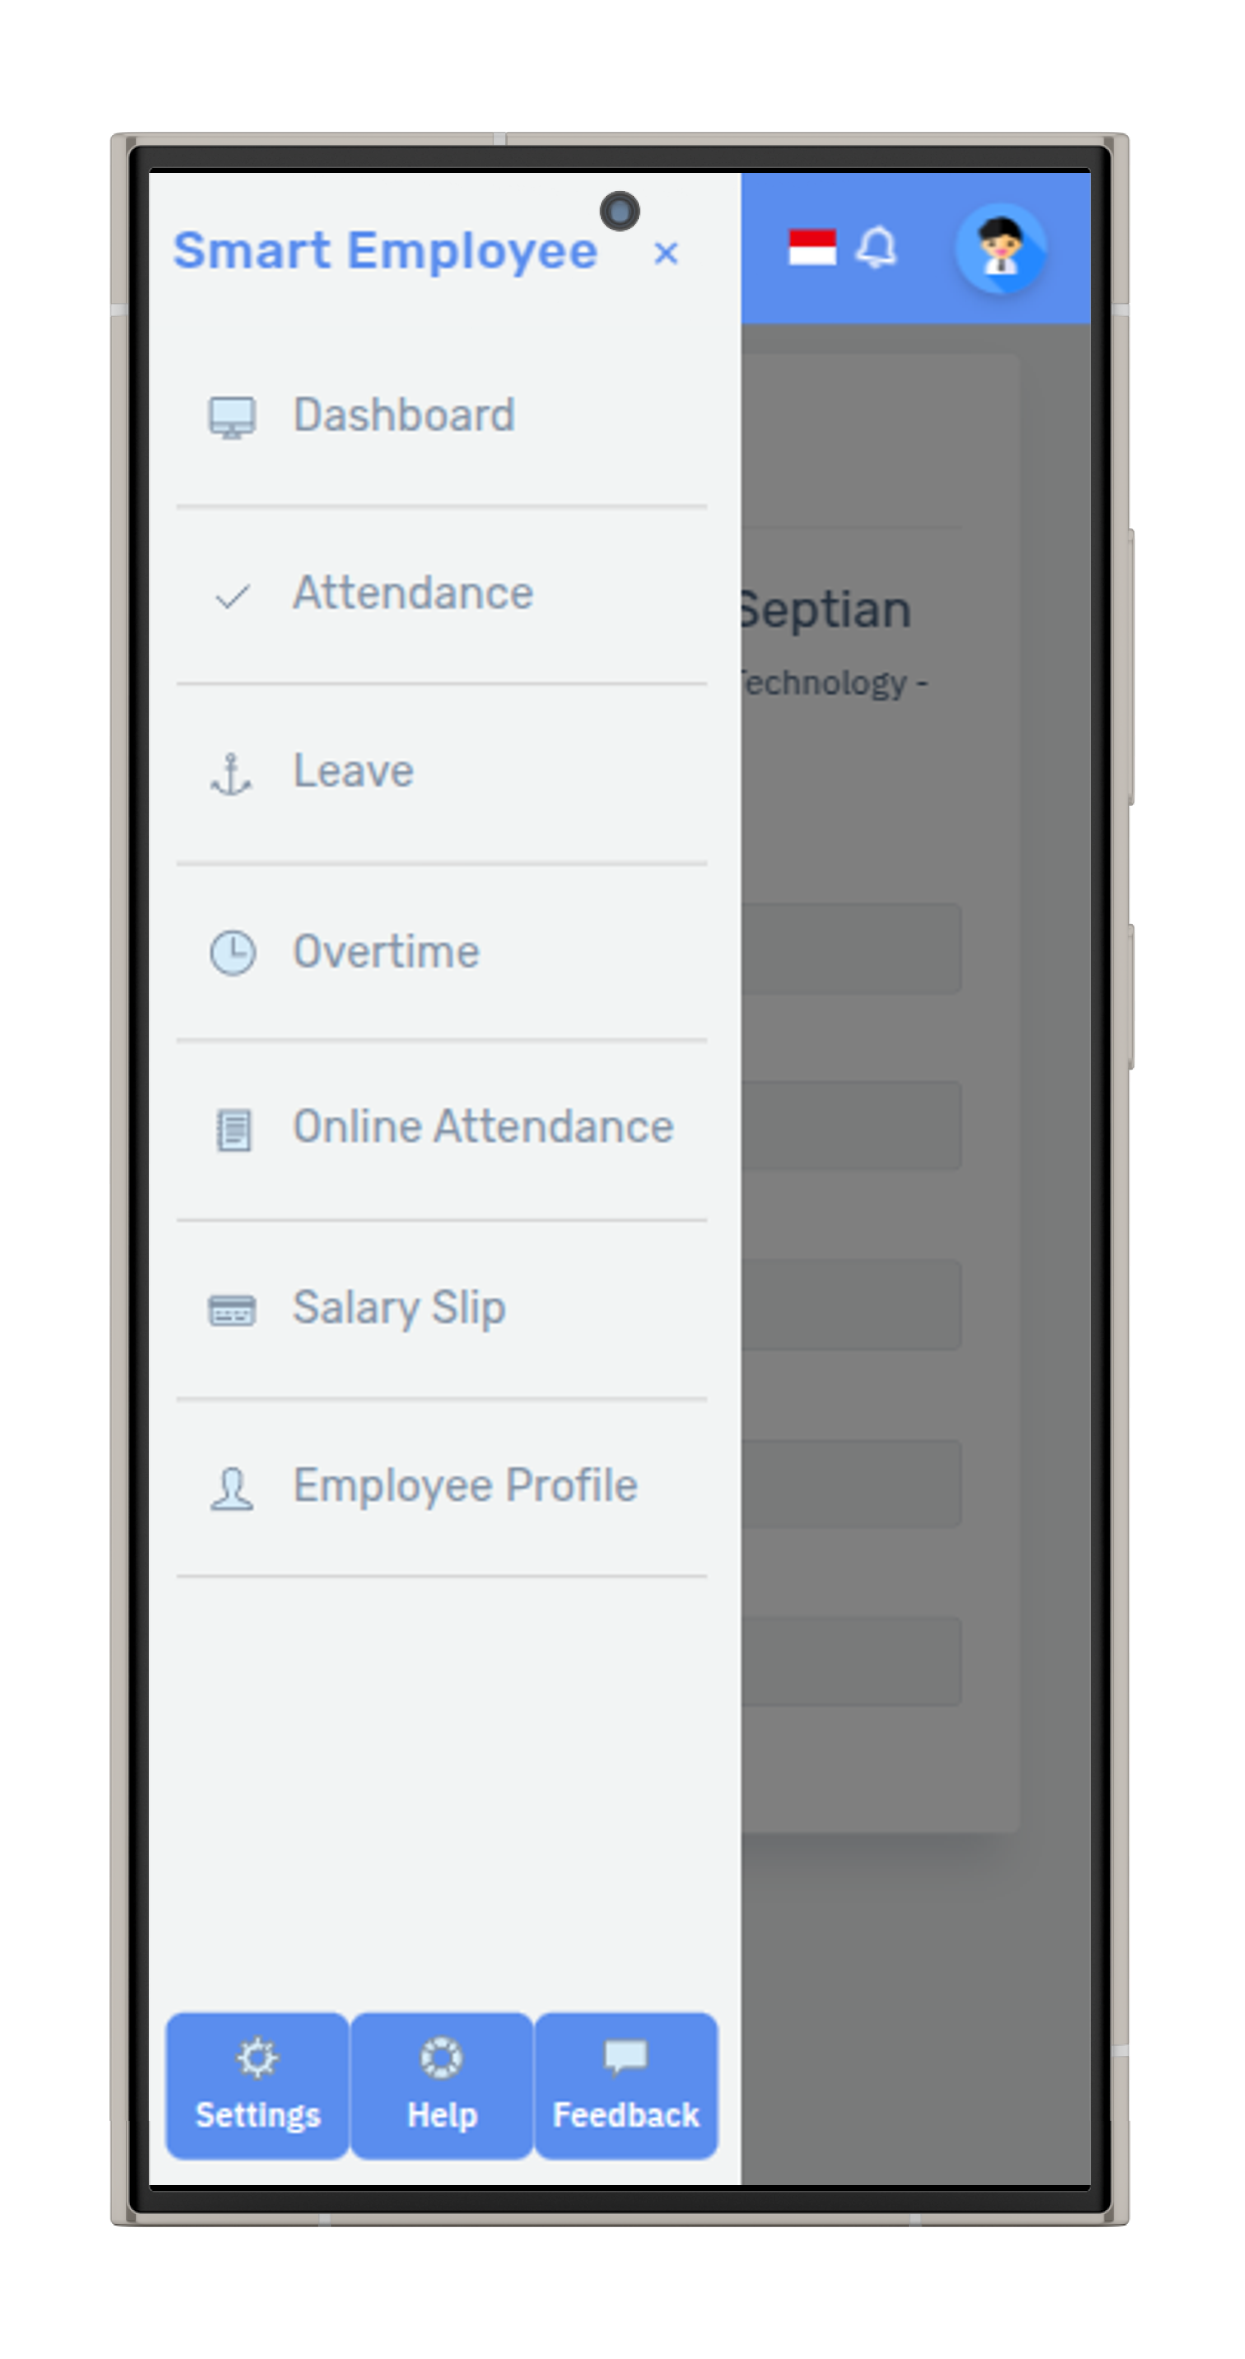 Smart Employee ×
Dashboard
Attendance
Septian
Technology -
Leave
Overtime
Online Attendance
Salary Slip
Employee Profile
Settings
Help
Feedback